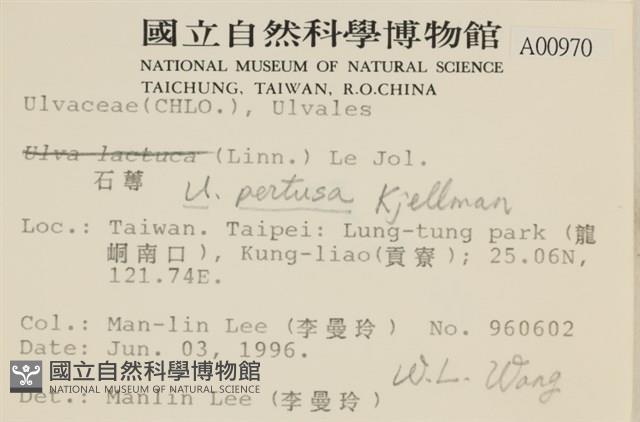 國立自然科學博物館
A00970
NATIONAL MUSEUM OF NATURAL SCIENCE
TAICHUNG, TAIWAN, R.O.CHINA
Ulvaceae(CHLO.), Ulvales
Ulva lactuca (Linn.) Le Jol.
石蓴 U. pertusa Kjellman
Loc.: Taiwan. Taipei: Lung-tung park (龍
峒南口), Kung-liao(貢寮); 25.06N,
121.74E.
Col.: Man-lin Lee (李曼玲) No. 960602
Date: Jun. 03, 1996.
國立自然科學博物館
NATIONAL MUSEUM OF NATURAL SCIENCE
W.L. Wang
Det.: Manlin Lee (李曼玲)